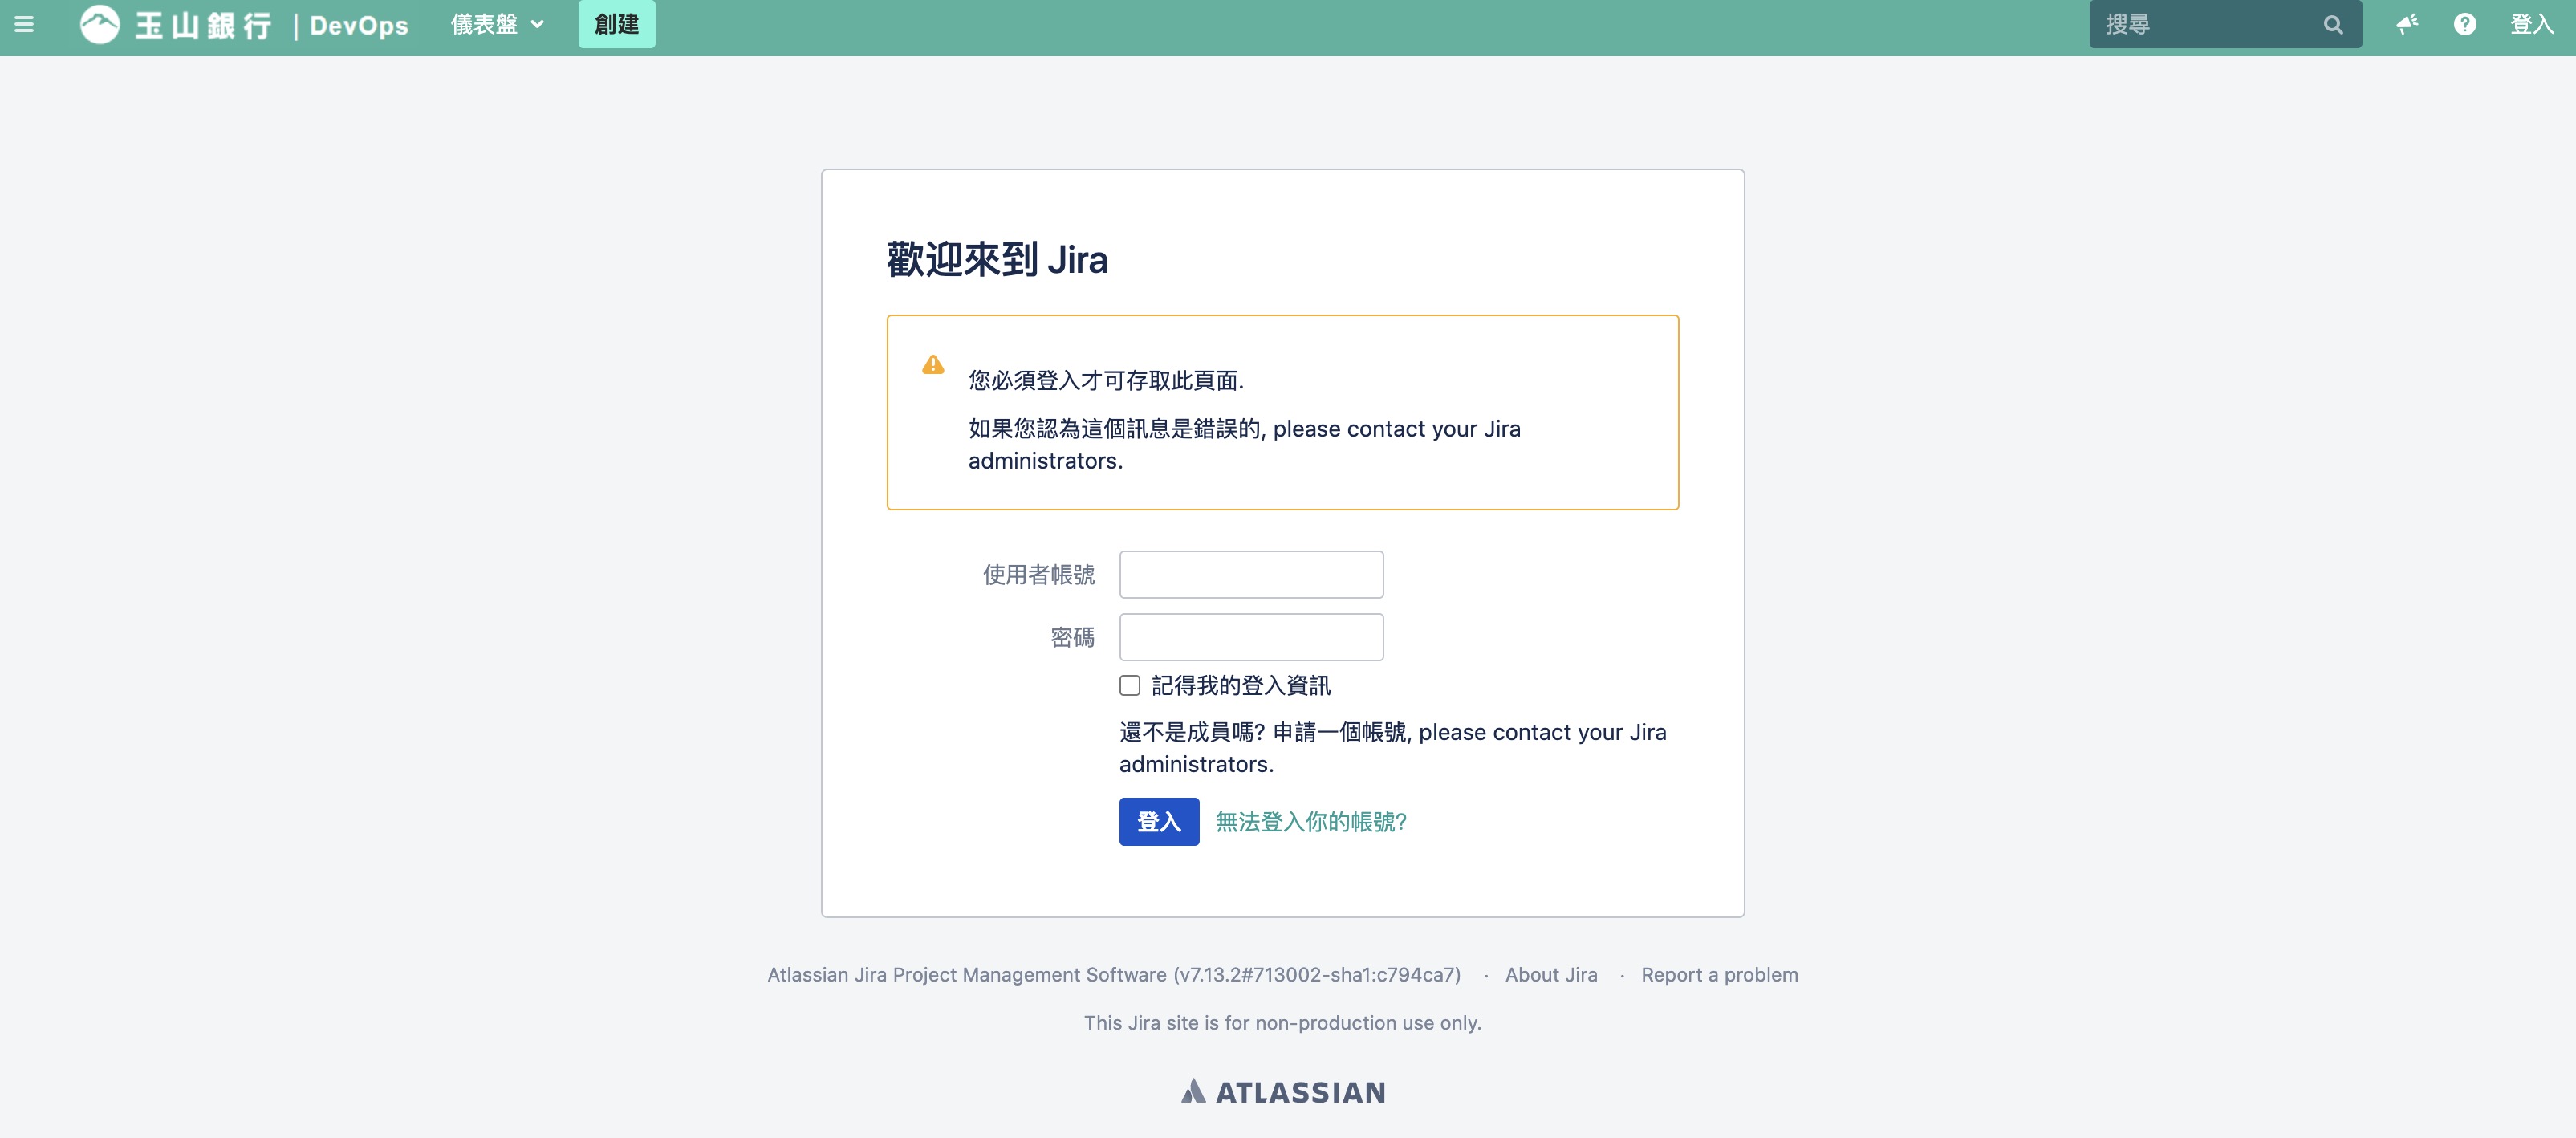 玉山銀行 | DevOps 儀表盤 創建 搜尋 登入
歡迎來到 Jira
您必須登入才可存取此頁面.
如果您認為這個訊息是錯誤的, please contact your Jira
administrators.
使用者帳號
密碼
記得我的登入資訊
還不是成員嗎? 申請一個帳號, please contact your Jira
administrators.
登入 無法登入你的帳號?
Atlassian Jira Project Management Software (v7.13.2#713002-sha1:c794ca7) · About Jira · Report a problem
This Jira site is for non-production use only.
ATLASSIAN